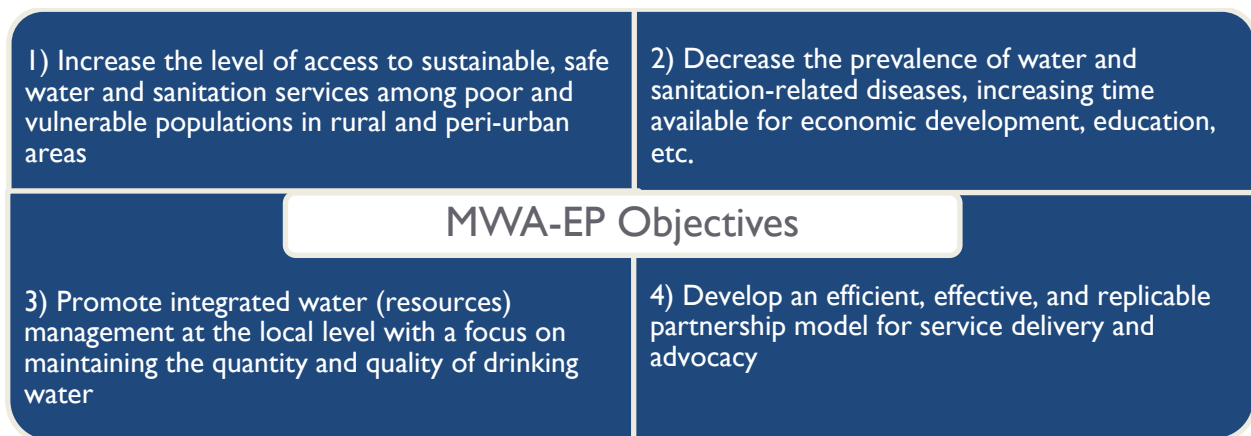 1) Increase the level of access to sustainable, safe
water and sanitation services among poor and
vulnerable populations in rural and peri-urban
areas
2) Decrease the prevalence of water and
sanitation-related diseases, increasing time
available for economic development, education,
etc.
MWA-EP Objectives
3) Promote integrated water (resources)
management at the local level with a focus on
maintaining the quantity and quality of drinking
water
4) Develop an efficient, effective, and replicable
partnership model for service delivery and
advocacy